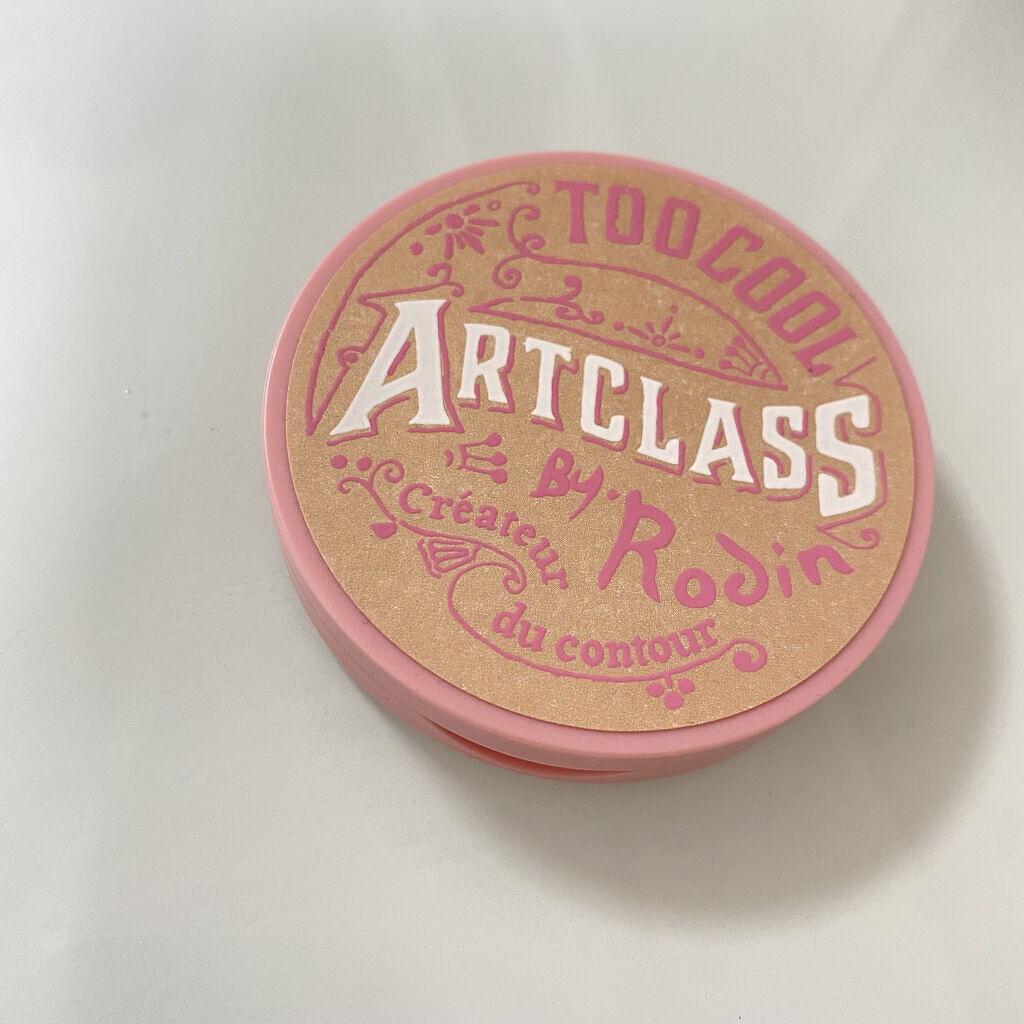 TOO COOL
ARTCLASS
BY. Rodin
Créateur
du contour